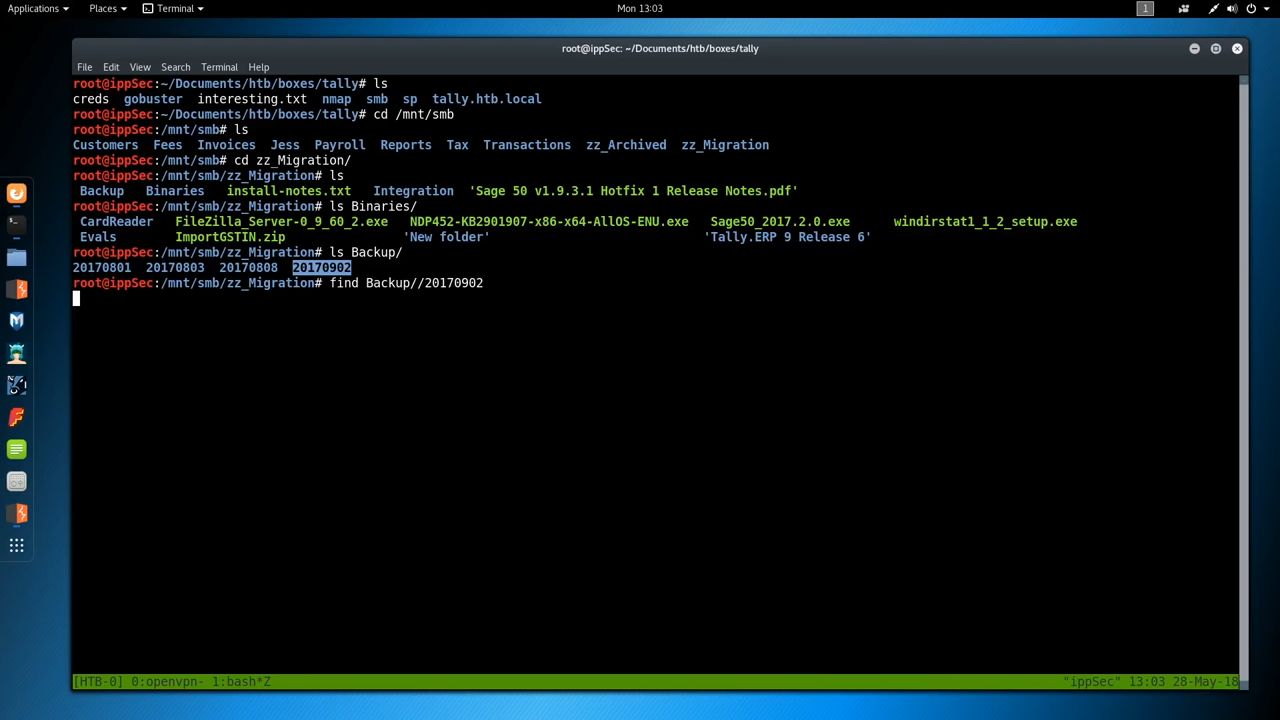 Applications Places Terminal Mon 13:03 1
root@ippSec: ~/Documents/htb/boxes/tally
File Edit View Search Terminal Help
root@ippSec:~/Documents/htb/boxes/tally# ls
creds gobuster interesting.txt nmap smb sp tally.htb.local
root@ippSec:~/Documents/htb/boxes/tally# cd /mnt/smb
root@ippSec:/mnt/smb# ls
Customers Fees Invoices Jess Payroll Reports Tax Transactions zz_Archived zz_Migration
root@ippSec:/mnt/smb# cd zz_Migration/
root@ippSec:/mnt/smb/zz_Migration# ls
Backup Binaries install-notes.txt Integration 'Sage 50 v1.9.3.1 Hotfix 1 Release Notes.pdf'
root@ippSec:/mnt/smb/zz_Migration# ls Binaries/
CardReader FileZilla_Server-0_9_60_2.exe NDP452-KB2901907-x86-x64-AllOS-ENU.exe Sage50_2017.2.0.exe windirstat1_1_2_setup.exe
Evals ImportGSTIN.zip 'New folder' 'Tally.ERP 9 Release 6'
root@ippSec:/mnt/smb/zz_Migration# ls Backup/
20170801 20170803 20170808 20170902
root@ippSec:/mnt/smb/zz_Migration# find Backup//20170902
[HTB-0] 0:openvpn- 1:bash*Z "ippSec" 13:03 28-May-18